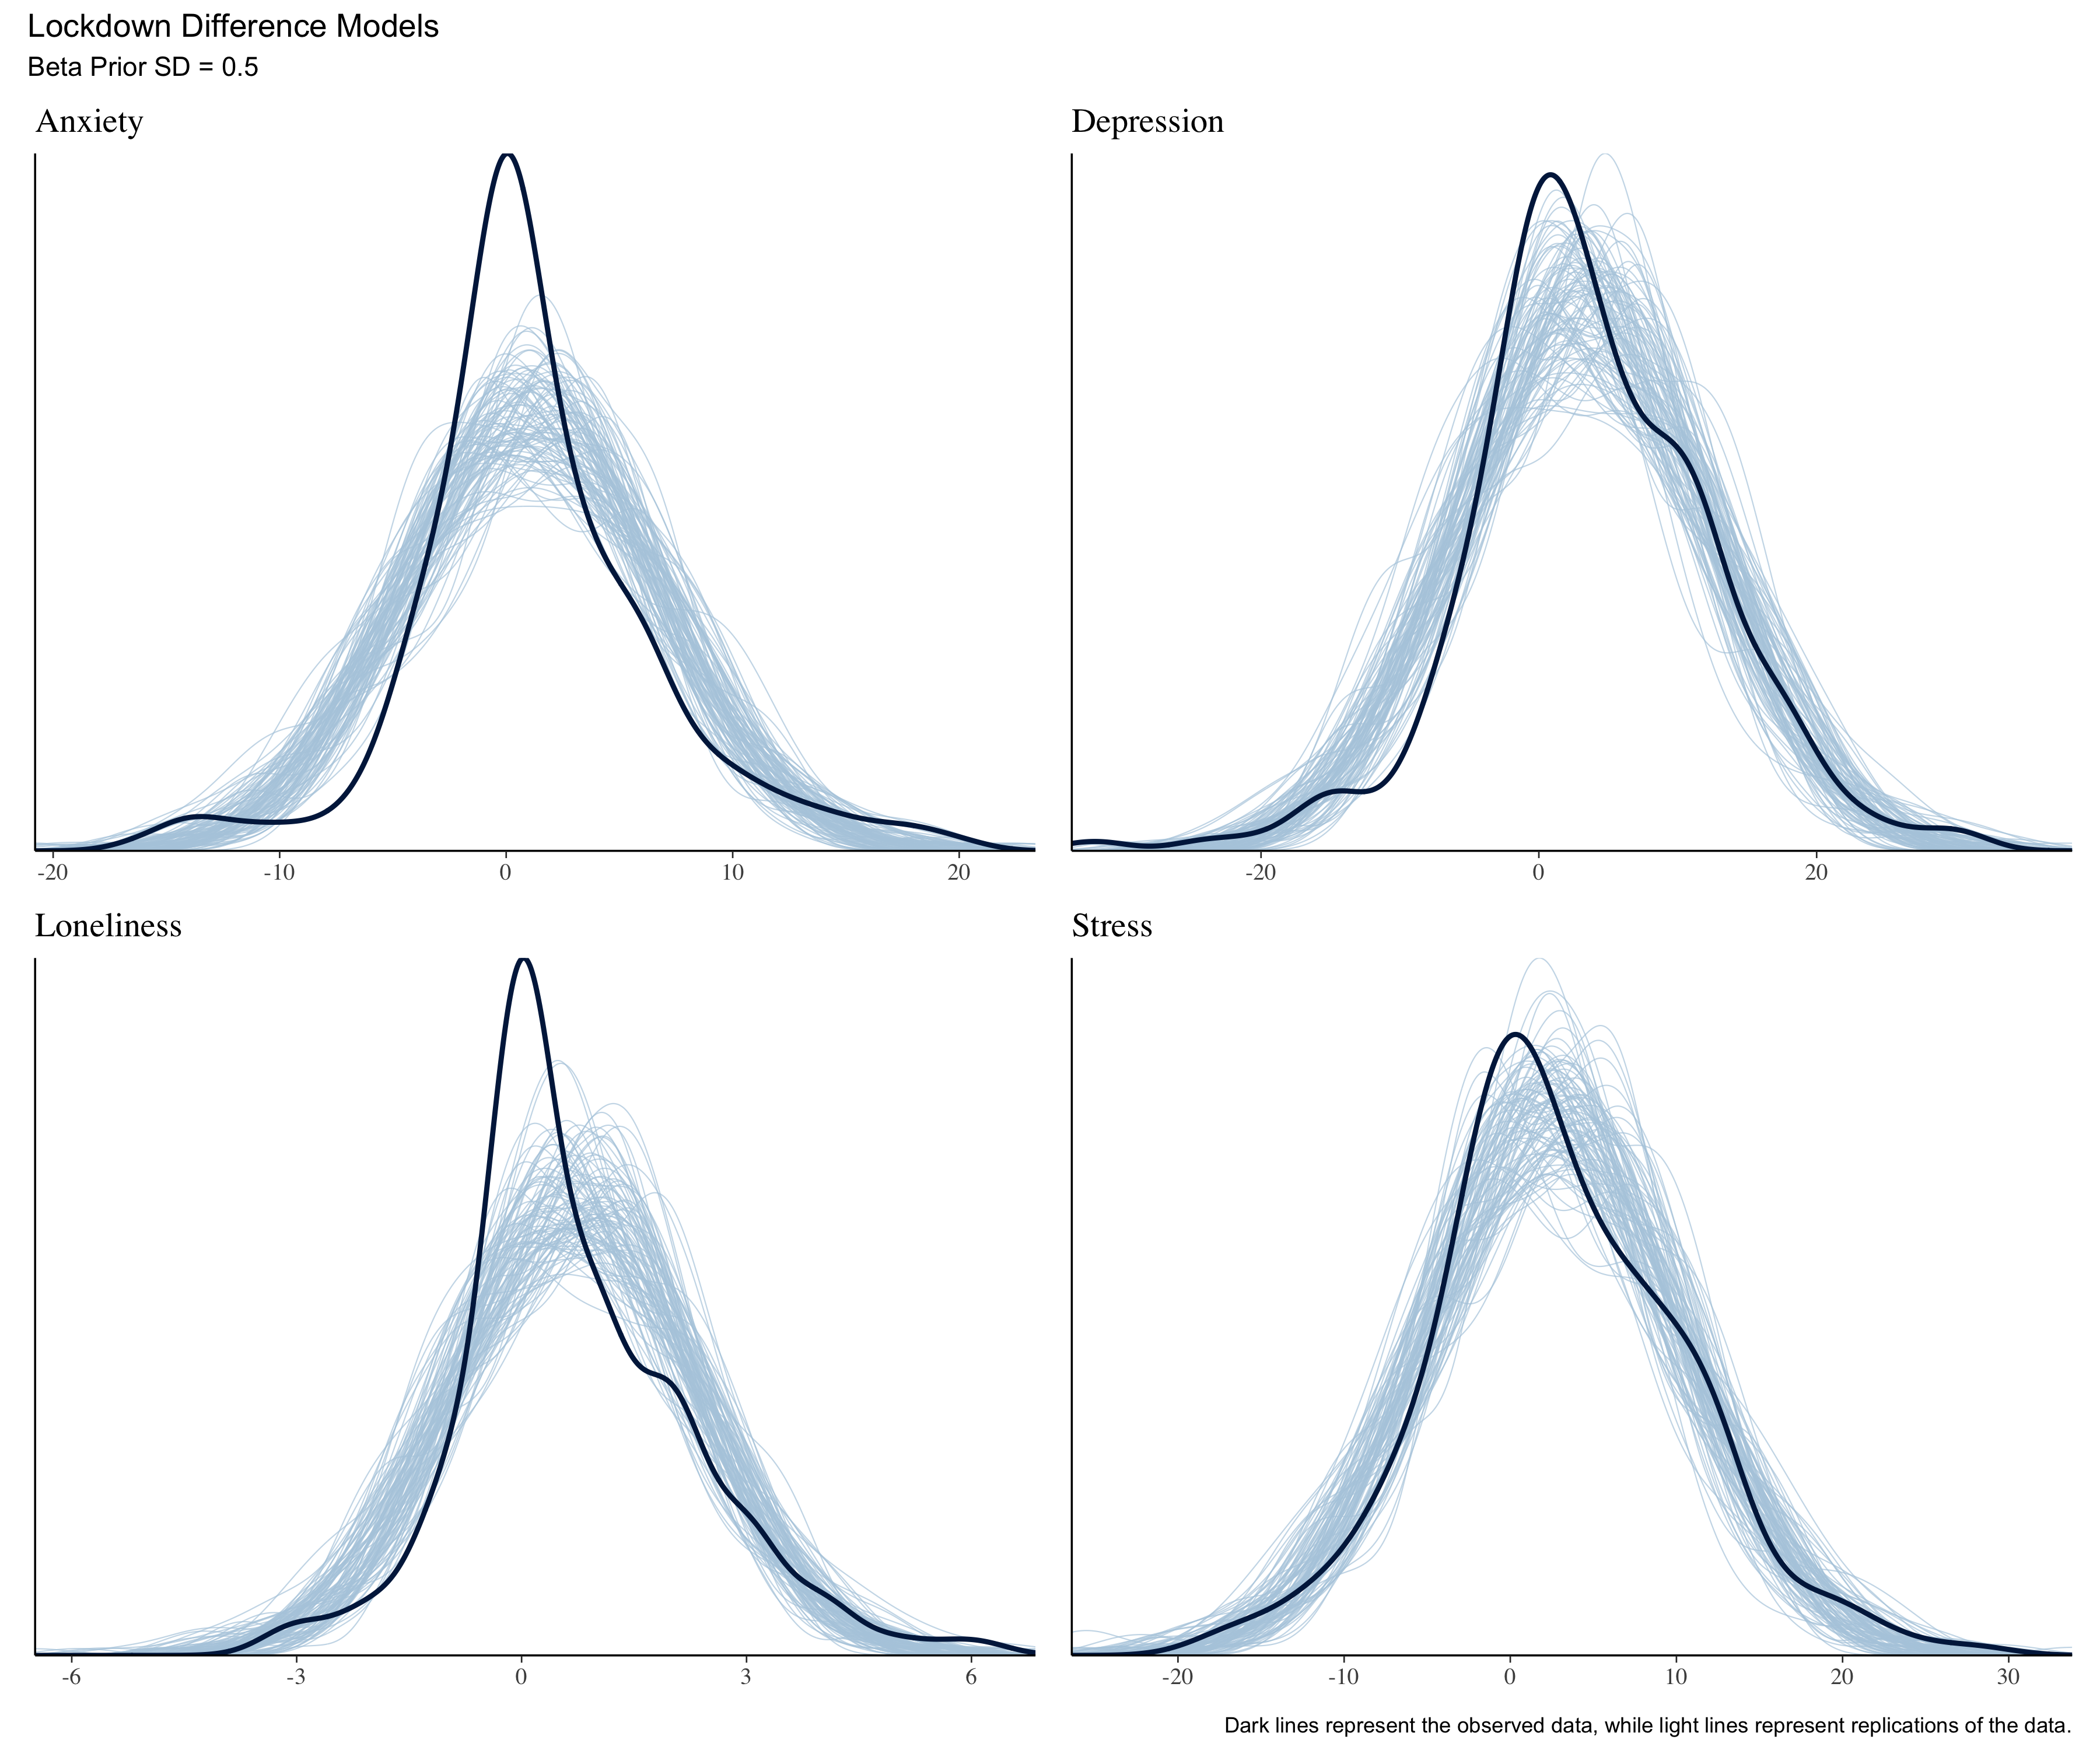 Lockdown Difference Models
Beta Prior SD = 0.5
Anxiety
-20 -10 0 10 20
Depression
-20 0 20
Loneliness
-6 -3 0 3 6
Stress
-20 -10 0 10 20 30
Dark lines represent the observed data, while light lines represent replications of the data.